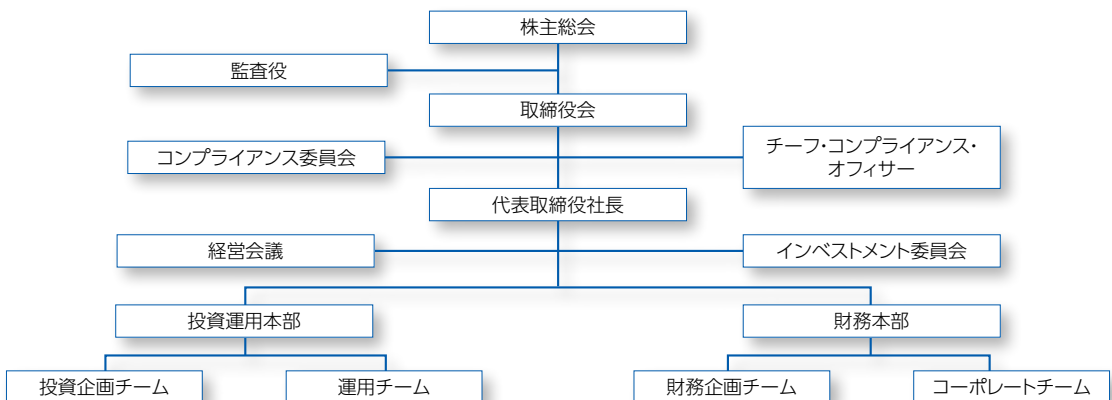 株主総会
監査役
取締役会
コンプライアンス委員会
チーフ・コンプライアンス・
オフィサー
代表取締役社長
経営会議
インベストメント委員会
投資運用本部
財務本部
投資企画チーム
運用チーム
財務企画チーム
コーポレートチーム